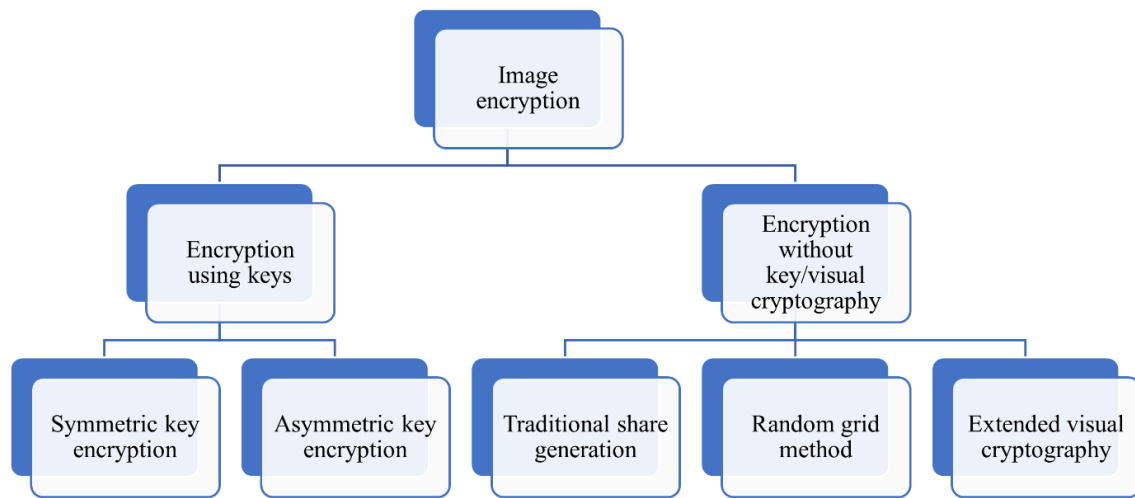 Image
encryption
Encryption
using keys
Encryption
without
key/visual
cryptography
Symmetric key
encryption
Asymmetric key
encryption
Traditional share
generation
Random grid
method
Extended visual
cryptography